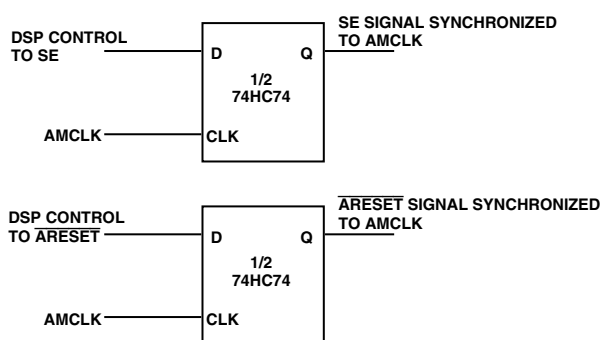 DSP CONTROL
TO SE
SE SIGNAL SYNCHRONIZED
TO AMCLK
D
Q
1/2
74HC74
AMCLK
CLK
DSP CONTROL
TO ARESET
ARESET SIGNAL SYNCHRONIZED
TO AMCLK
D
Q
1/2
74HC74
AMCLK
CLK